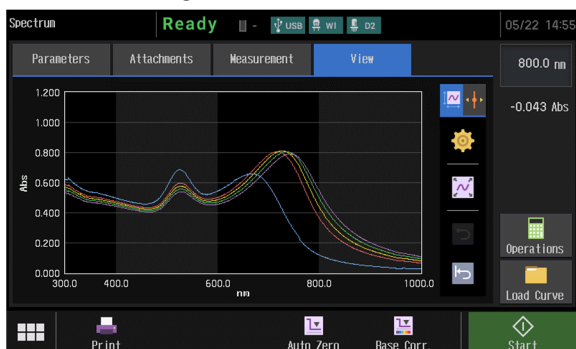 Spectrum
Ready
-
USB
WI
D2
05/22 14:55
Parameters
Attachments
Measurement
View
800.0 nm
-0.043 Abs
1.200
1.000
0.800
0.600
0.400
0.200
0.000
Abs
300.0
400.0
600.0
800.0
1000.0
nm
Operations
Load Curve
Print
Auto Zero
Base Corr.
Start